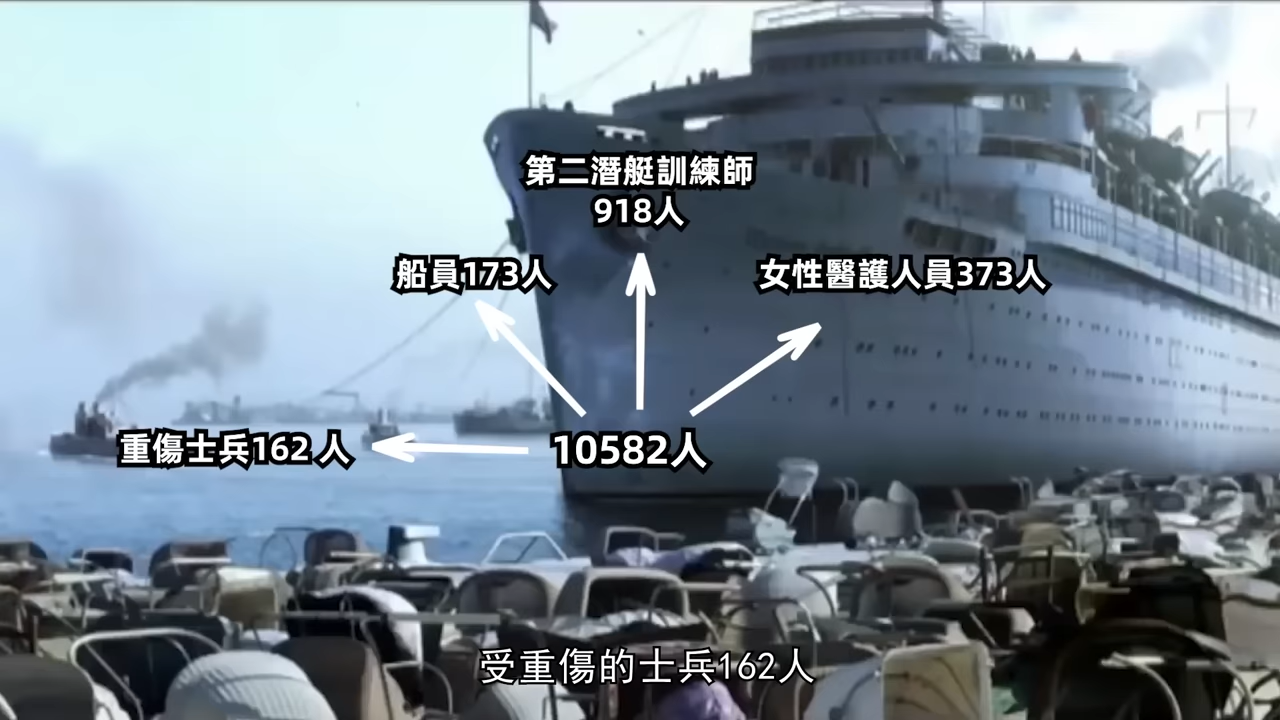 第二潛艇訓練師
918人
船員173人
女性醫護人員373人
重傷士兵162人
10582人
受重傷的士兵162人